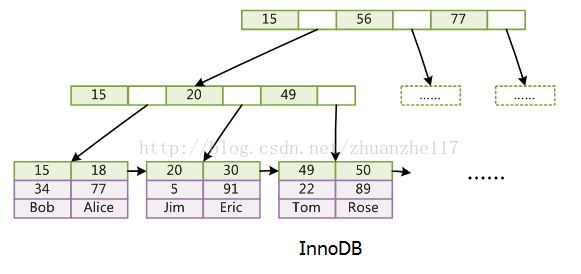 15 56 77
15 20 49
...... ......
http://blog.csdn.net/zhuanzhe117
15 18 20 30 49 50
34 77 5 91 22 89 ......
Bob Alice Jim Eric Tom Rose
InnoDB